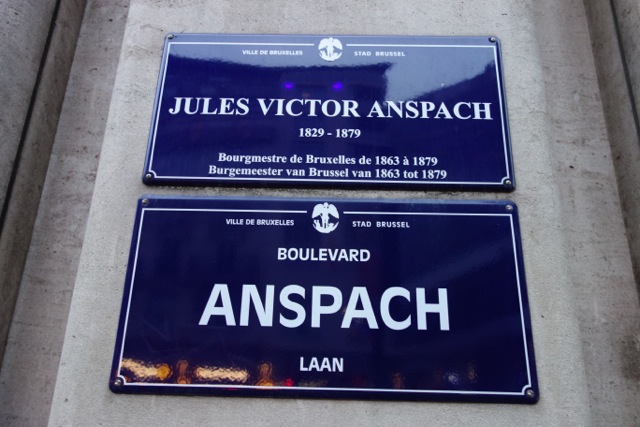 VILLE DE BRUXELLES STAD BRUSSEL
JULES VICTOR ANSPACH
1829 - 1879
Bourgmestre de Bruxelles de 1863 à 1879
Burgemeester van Brussel van 1863 tot 1879
VILLE DE BRUXELLES STAD BRUSSEL
BOULEVARD
ANSPACH
LAAN